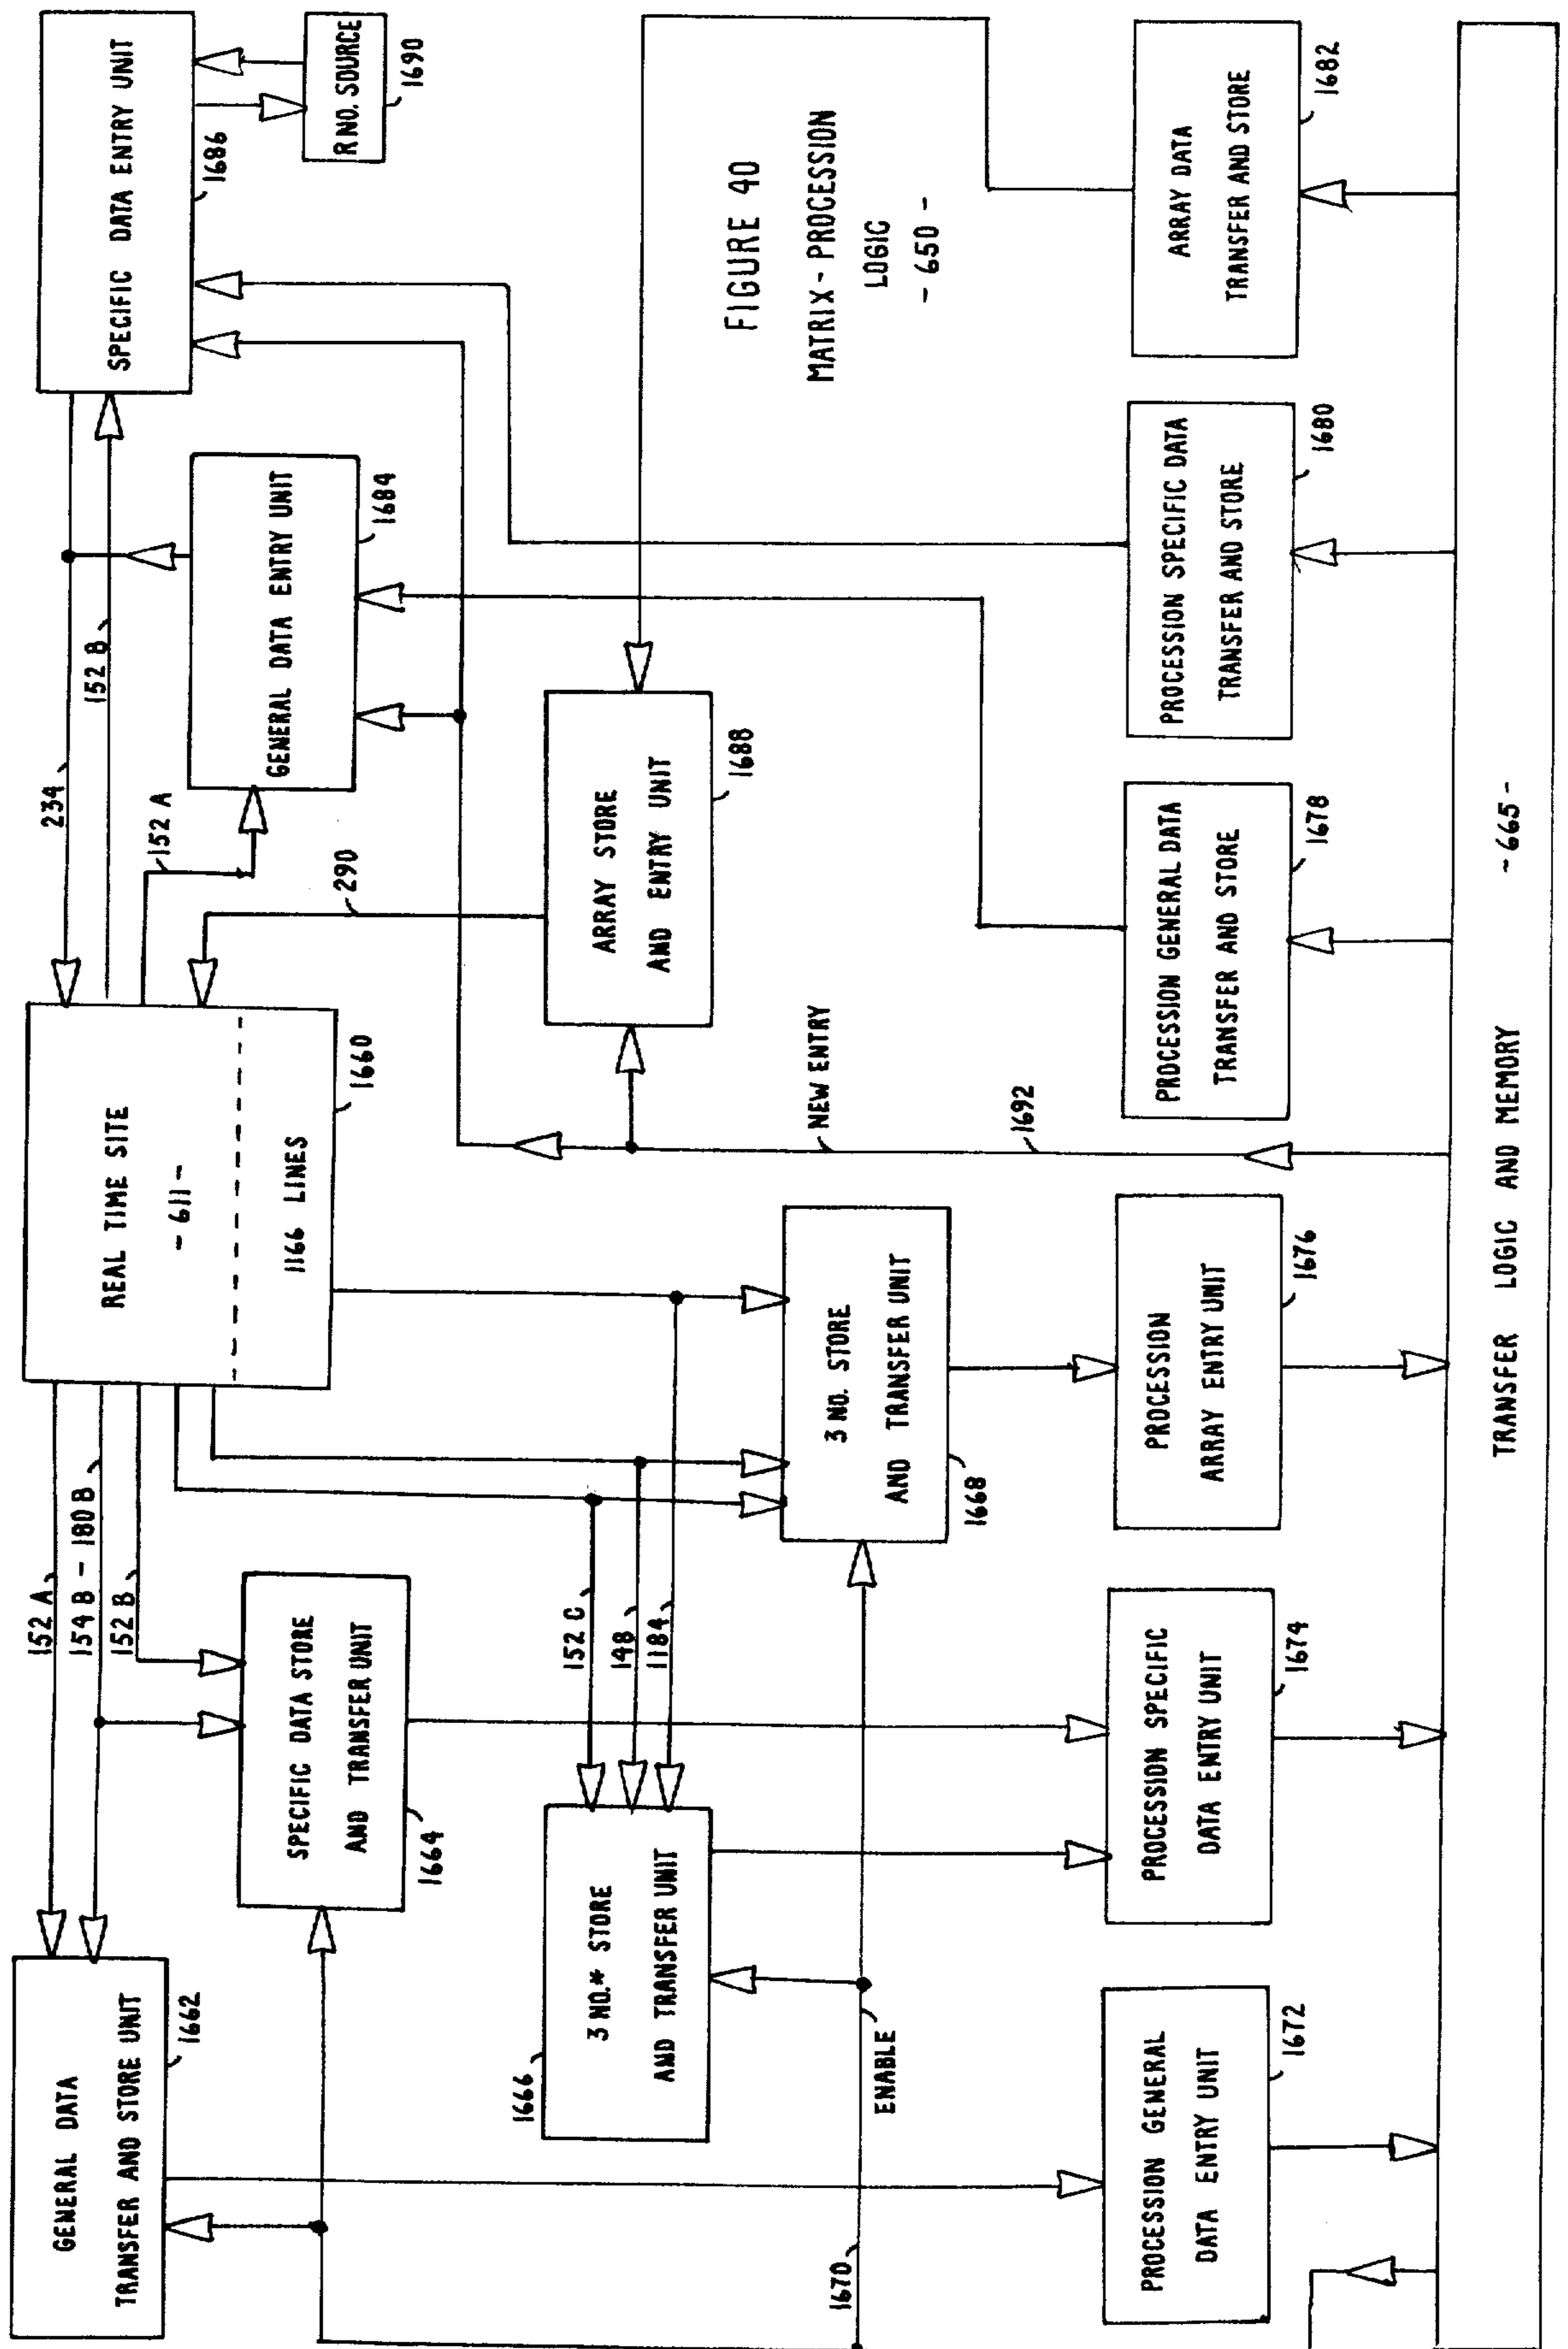 GENERAL DATA
TRANSFER AND STORE UNIT
1662
152 A
154 B - 180 B
152 B
REAL TIME SITE
- 611 -
1166 LINES
1660
234
152 B
152 A
290
SPECIFIC DATA ENTRY UNIT
1686
R NO. SOURCE
1690
GENERAL DATA ENTRY UNIT
1684
SPECIFIC DATA STORE
AND TRANSFER UNIT
1664
1666
3 NO.* STORE
AND TRANSFER UNIT
152 C
148
1184
3 NO. STORE
AND TRANSFER UNIT
1668
ARRAY STORE
AND ENTRY UNIT
1688
FIGURE 40
MATRIX - PROCESSION
LOGIC
- 650 -
1670
ENABLE
NEW ENTRY
1692
PROCESSION GENERAL
DATA ENTRY UNIT
1672
PROCESSION SPECIFIC
DATA ENTRY UNIT
1674
PROCESSION
ARRAY ENTRY UNIT
1676
PROCESSION GENERAL DATA
TRANSFER AND STORE
1678
PROCESSION SPECIFIC DATA
TRANSFER AND STORE
1680
ARRAY DATA
TRANSFER AND STORE
1682
TRANSFER LOGIC AND MEMORY - 665 -